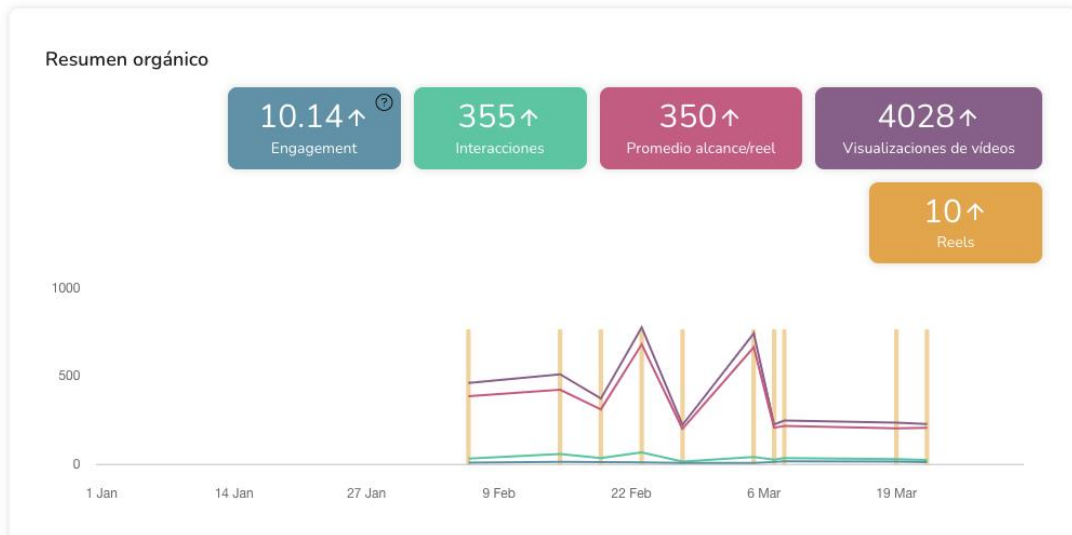 Resumen orgánico
10.14↑ ?
Engagement
355↑
Interacciones
350↑
Promedio alcance/reel
4028↑
Visualizaciones de vídeos
10↑
Reels
1000
500
0
1 Jan 14 Jan 27 Jan 9 Feb 22 Feb 6 Mar 19 Mar